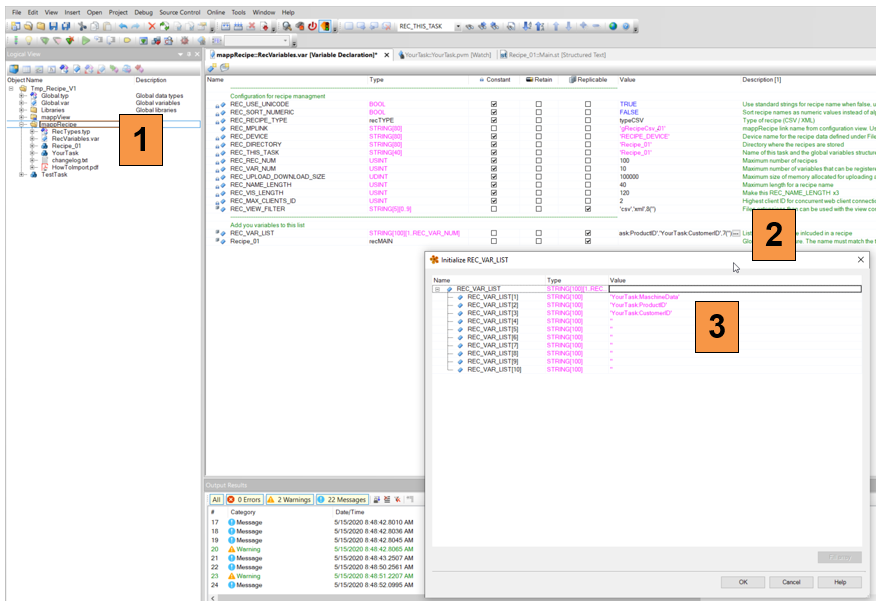 File Edit View Insert Open Project Debug Source Control Online Tools Window Help
REC_THIS_TASK
Logical View
mappRecipe::RecVariables.var [Variable Declaration]* YourTask::YourTask.pvm [Watch] Recipe_01::Main.st [Structured Text]
Object Name Description
Tmp_Recipe_V1
Global.typ Global data types
Global.var Global variables
Libraries Global libraries
mappView
mappRecipe
RecTypes.typ
RecVariables.var
Recipe_01
YourTask
changelog.txt
HowToImport.pdf
TestTask
1
Name Type Constant Retain Replicable Value Description [1]
Configuration for recipe managment
REC_USE_UNICODE BOOL TRUE Use standard strings for recipe name when false, u
REC_SORT_NUMERIC BOOL FALSE Sort recipe names as numeric values instead of alp
REC_RECIPE_TYPE recTYPE typeCSV Type of recipe (CSV / XML)
REC_MPLINK STRING[80] 'gRecipeCsv_01' mappRecipe link name from configuration view. Us
REC_DEVICE STRING[80] 'RECIPE_DEVICE' Device name for the recipe data defined under File
REC_DIRECTORY STRING[80] 'Recipe_01' Directory where the recipes are stored
REC_THIS_TASK STRING[40] 'Recipe_01' Name of this task and the global variables structure
REC_REC_NUM USINT 100 Maximum number of recipes
REC_VAR_NUM USINT 10 Maximum number of variables that can be register
REC_UPLOAD_DOWNLOAD_SIZE UDINT 100000 Maximum size of memory allocated for uploading a
REC_NAME_LENGTH USINT 40 Maximum length for a recipe name
REC_VIS_LENGTH USINT 120 Make this REC_NAME_LENGTH x3
REC_MAX_CLIENTS_ID USINT 2 Highest client ID for concurrent web client connectio
REC_VIEW_FILTER STRING[5][0..9] 'csv','xml',8('') can be used with the view co
Add you variables to this list
REC_VAR_LIST STRING[100][1..REC_VAR_NUM] ask:ProductID','YourTask:CustomerID',7('') inlcuded in a recipe
Recipe_01 recMAIN The name must match the t
2
Initialize REC_VAR_LIST
Name Type Value
REC_VAR_LIST STRING[100][1..REC...
REC_VAR_LIST[1] STRING[100] 'YourTask:MaschineData'
REC_VAR_LIST[2] STRING[100] 'YourTask:ProductID'
REC_VAR_LIST[3] STRING[100] 'YourTask:CustomerID'
REC_VAR_LIST[4] STRING[100] ''
REC_VAR_LIST[5] STRING[100] ''
REC_VAR_LIST[6] STRING[100] ''
REC_VAR_LIST[7] STRING[100] ''
REC_VAR_LIST[8] STRING[100] ''
REC_VAR_LIST[9] STRING[100] ''
REC_VAR_LIST[10] STRING[100] ''
3
OK Cancel Help
Output Results
All 0 Errors 2 Warnings 22 Messages
# Category Date/Time
17 Message 5/15/2020 8:48:42.8010 AM
18 Message 5/15/2020 8:48:42.8036 AM
19 Message 5/15/2020 8:48:42.8045 AM
20 Warning 5/15/2020 8:48:42.8065 AM
21 Message 5/15/2020 8:48:43.2507 AM
22 Message 5/15/2020 8:48:50.2561 AM
23 Warning 5/15/2020 8:48:51.2207 AM
24 Message 5/15/2020 8:48:52.0995 AM